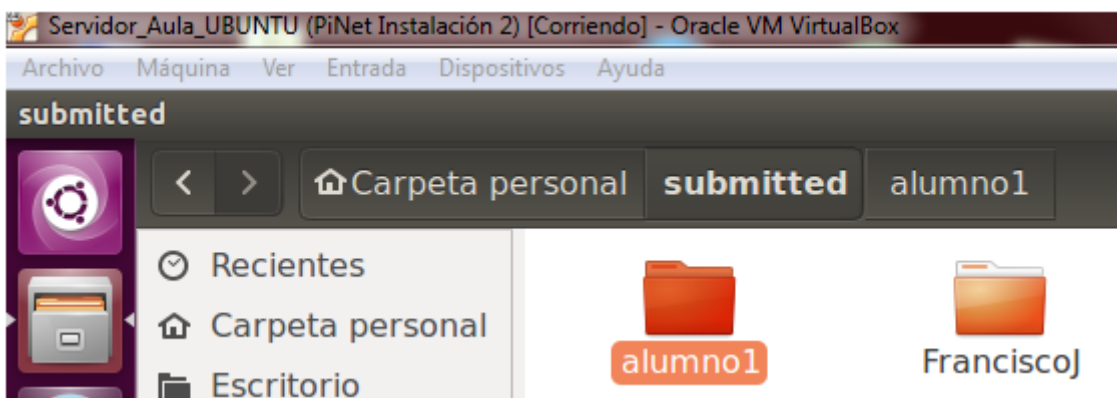 Servidor_Aula_UBUNTU (PiNet Instalación 2) [Corriendo] - Oracle VM VirtualBox
Archivo Máquina Ver Entrada Dispositivos Ayuda
submitted
Carpeta personal submitted alumno1
Recientes
Carpeta personal
Escritorio
alumno1 FranciscoJ